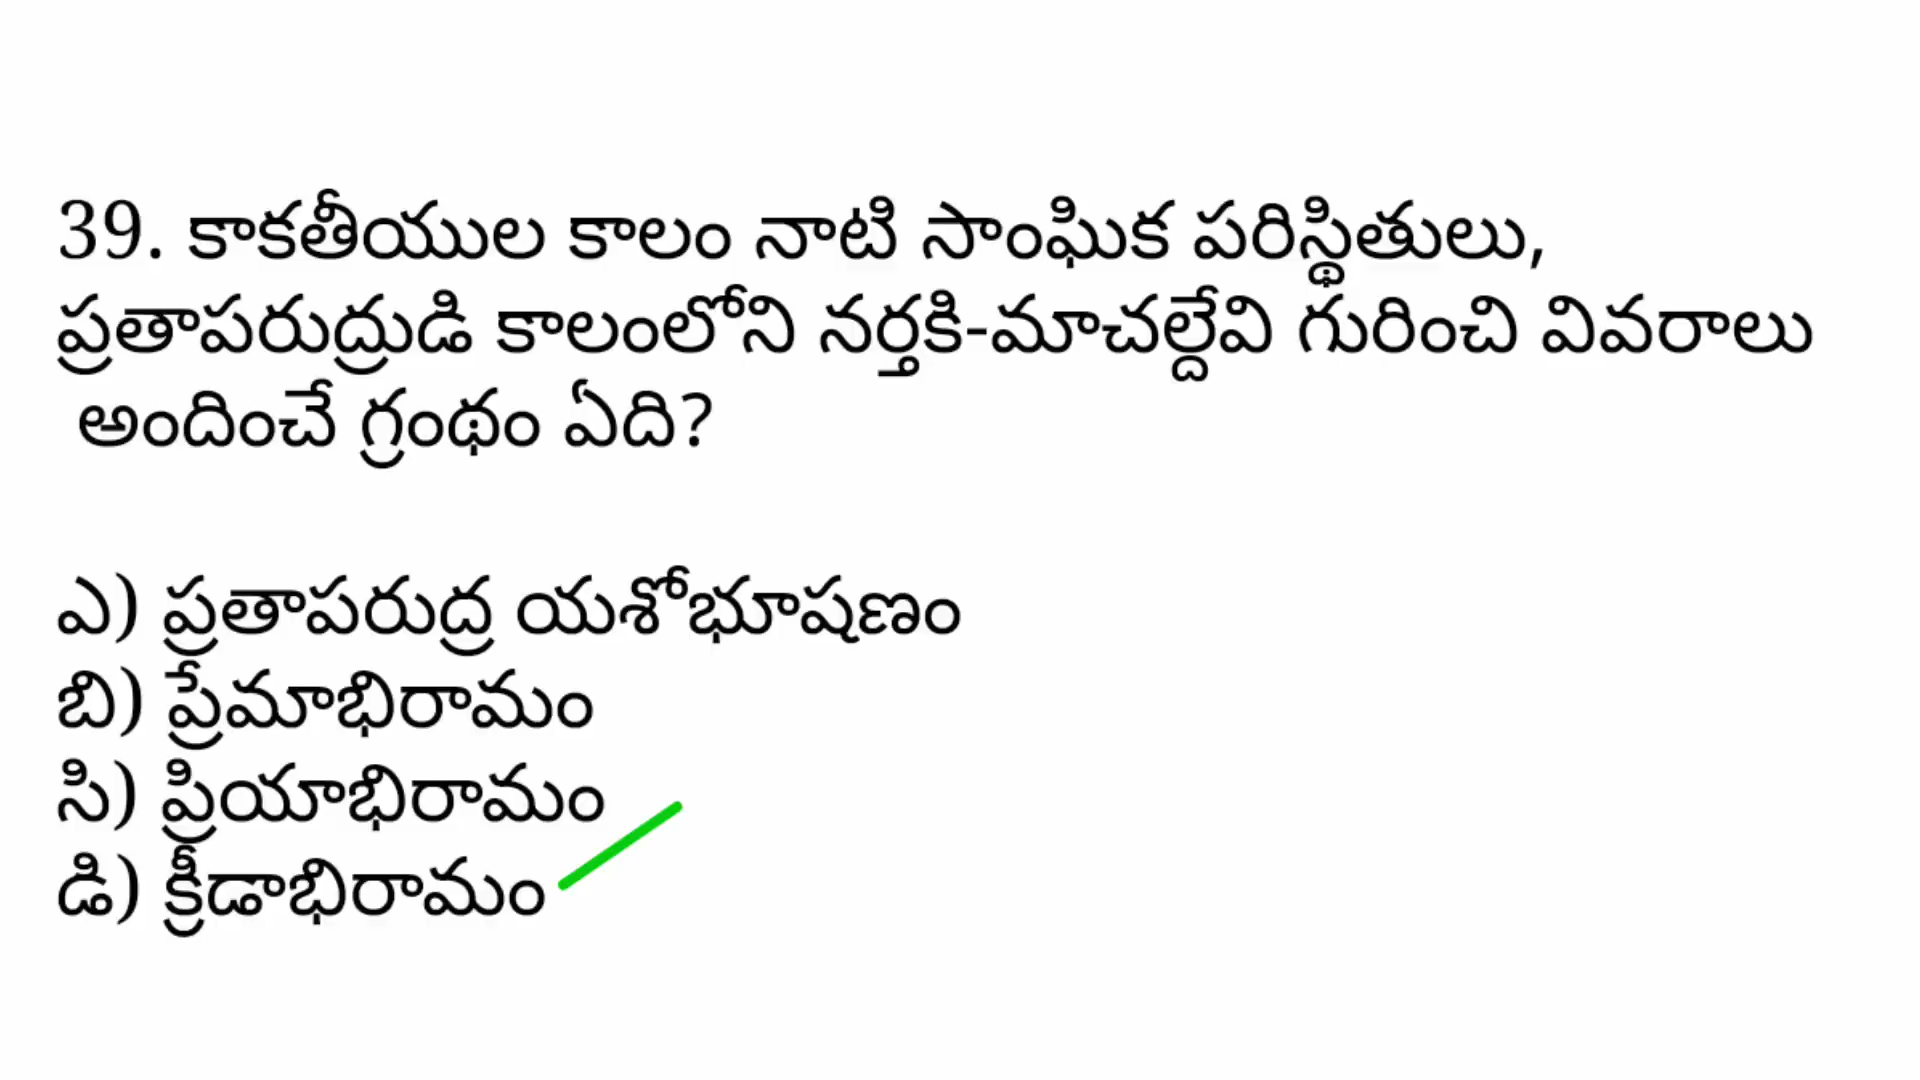 39. కాకతీయుల కాలం నాటి సాంఘిక పరిస్థితులు,
ప్రతాపరుద్రుడి కాలంలోని నర్తకి-మాచల్దేవి గురించి వివరాలు
అందించే గ్రంథం ఏది?
ఎ) ప్రతాపరుద్ర యశోభూషణం
బి) ప్రేమాభిరామం
సి) ప్రియాభిరామం
డి) క్రీడాభిరామం